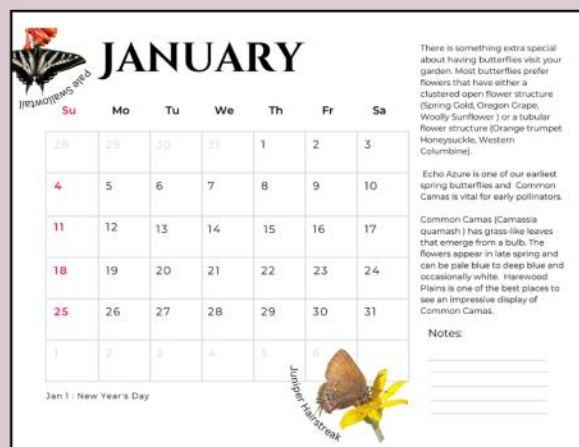 JANUARY
Pale Swallowtail
Su Mo Tu We Th Fr Sa
28 29 30 31 1 2 3
4 5 6 7 8 9 10
11 12 13 14 15 16 17
18 19 20 21 22 23 24
25 26 27 28 29 30 31
1 2 3 4 5 6
Jan 1 : New Year's Day
Juniper Hairstreak
There is something extra special
about having butterflies visit your
garden. Most butterflies prefer
flowers that have either a
clustered open flower structure
(Spring Gold, Oregon Grape,
Woolly Sunflower ) or a tubular
flower structure (Orange trumpet
Honeysuckle, Western
Columbine).
Echo Azure is one of our earliest
spring butterflies and Common
Camas is vital for early pollinators.
Common Camas (Camassia
quamash ) has grass-like leaves
that emerge from a bulb. The
flowers appear in late spring and
can be pale blue to deep blue and
occasionally white. Harewood
Plains is one of the best places to
see an impressive display of
Common Camas.
Notes: